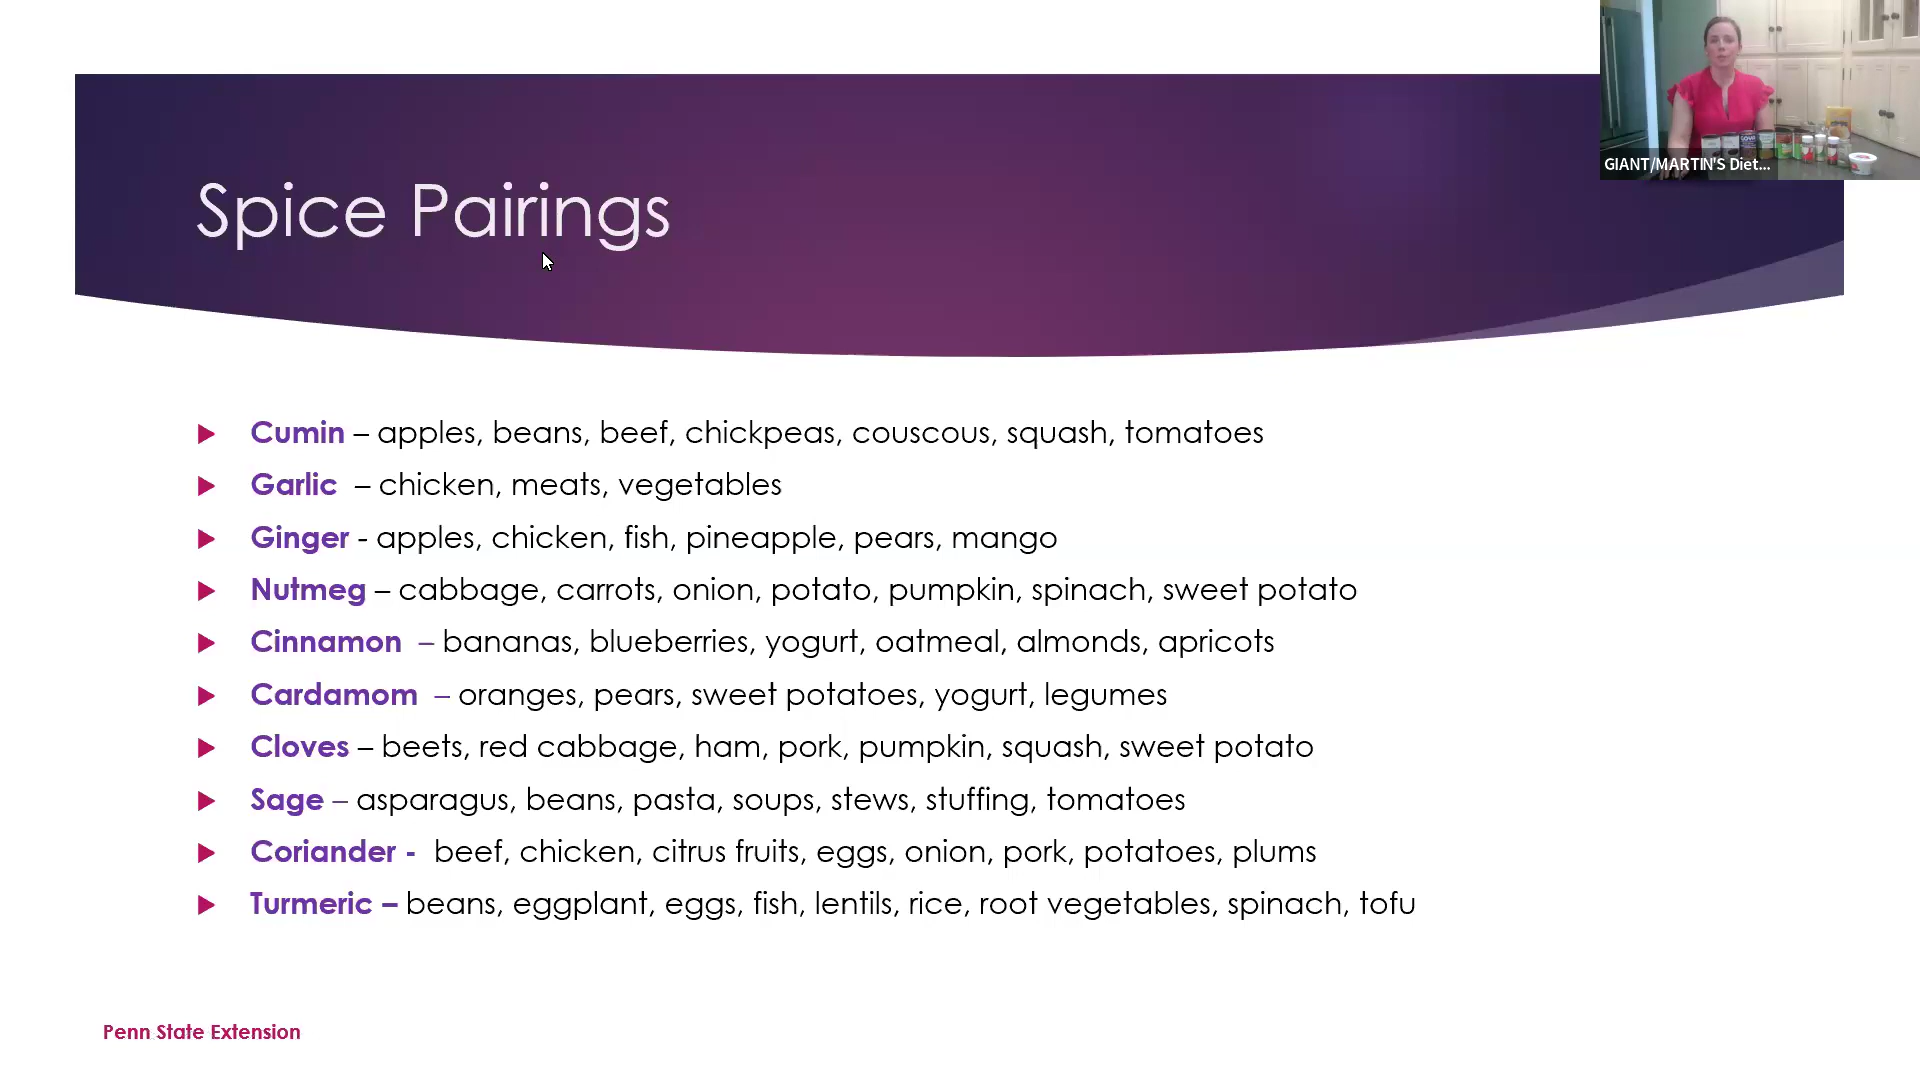 GIANT/MARTIN'S Diet...
Spice Pairings
Cumin – apples, beans, beef, chickpeas, couscous, squash, tomatoes
Garlic – chicken, meats, vegetables
Ginger - apples, chicken, fish, pineapple, pears, mango
Nutmeg – cabbage, carrots, onion, potato, pumpkin, spinach, sweet potato
Cinnamon – bananas, blueberries, yogurt, oatmeal, almonds, apricots
Cardamom – oranges, pears, sweet potatoes, yogurt, legumes
Cloves – beets, red cabbage, ham, pork, pumpkin, squash, sweet potato
Sage – asparagus, beans, pasta, soups, stews, stuffing, tomatoes
Coriander - beef, chicken, citrus fruits, eggs, onion, pork, potatoes, plums
Turmeric – beans, eggplant, eggs, fish, lentils, rice, root vegetables, spinach, tofu
Penn State Extension